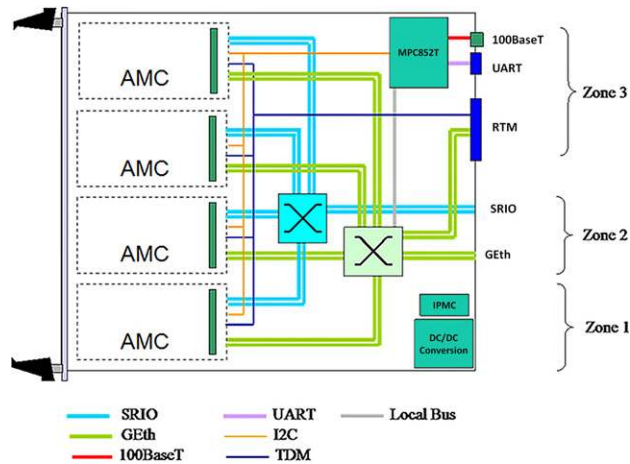 AMC
AMC
AMC
AMC
MPC852T
100BaseT
UART
RTM
SRIO
GEth
IPMC
DC/DC
Conversion
Zone 3
Zone 2
Zone 1
SRIO
UART
Local Bus
GEth
I2C
100BaseT
TDM